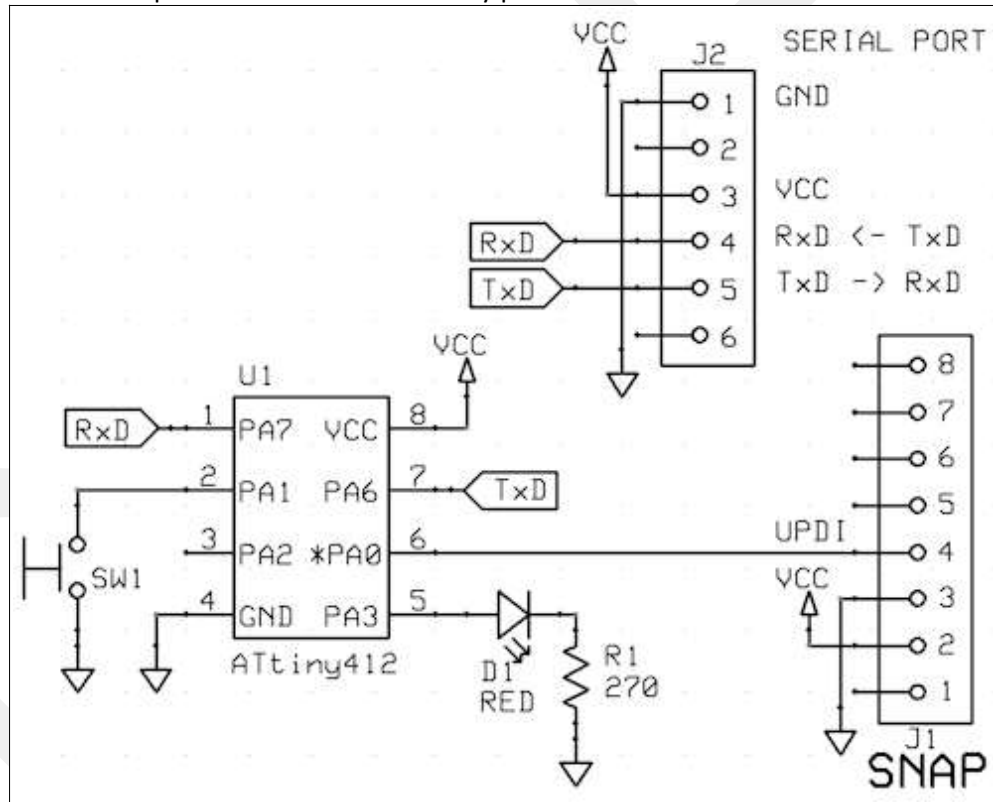 VCC
SERIAL PORT
J2
1 GND
2
3 VCC
RxD 4 RxD <- TxD
TxD 5 TxD -> RxD
6
VCC
U1
8
RxD 1 PA7 VCC 8
7
6
2 PA1 PA6 7 TxD
5
3 PA2 *PA0 6 UPDI 4
SW1
VCC
3
4 GND PA3 5
2
ATtiny412
D1
RED
R1
270
1
J1
SNAP